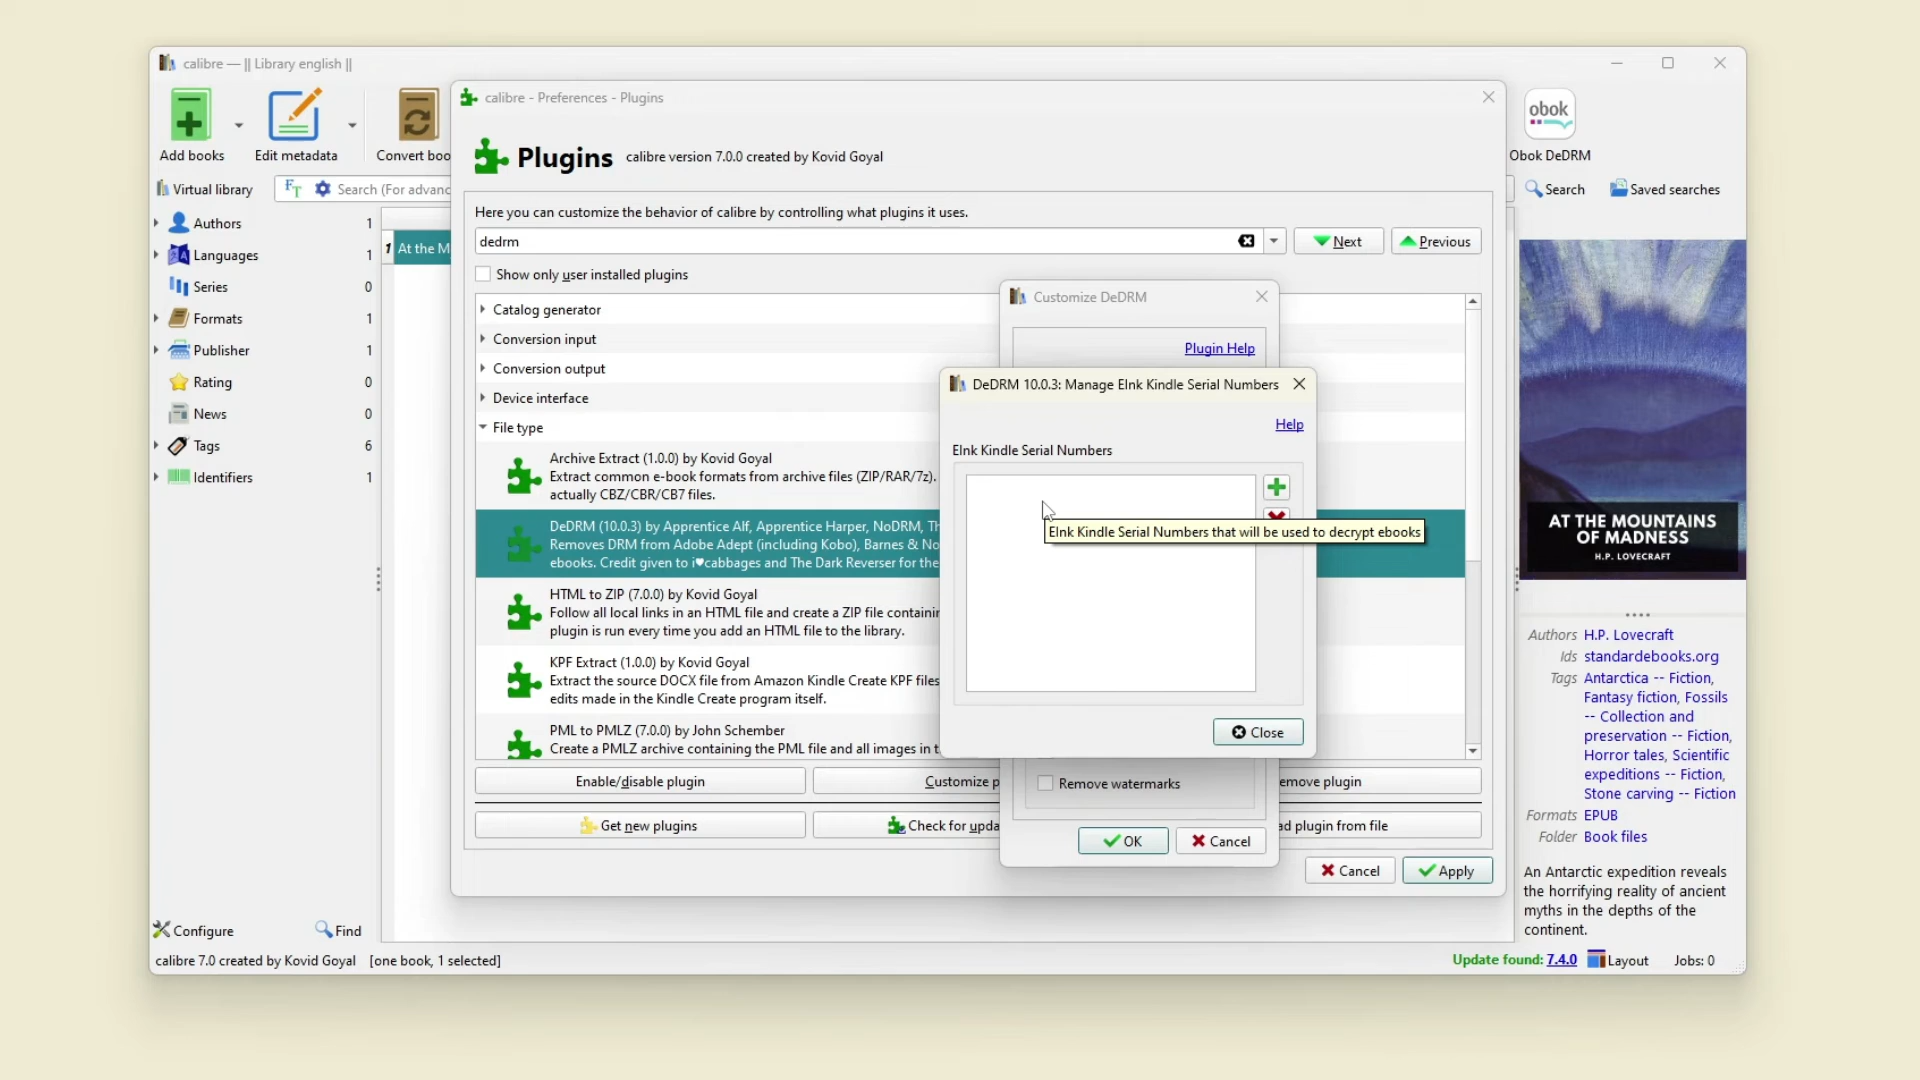 calibre — || Library english ||
Add books
Edit metadata
Convert boo
obok
Obok DeDRM
Virtual library
FT
Search (For advanc
Search
Saved searches
Authors 1
Languages 1
Series 0
Formats 1
Publisher 1
Rating 0
News 0
Tags 6
Identifiers 1
Configure
Find
1 At the M
calibre - Preferences - Plugins
Plugins calibre version 7.0.0 created by Kovid Goyal
Here you can customize the behavior of calibre by controlling what plugins it uses.
dedrm
Next
Previous
Show only user installed plugins
Catalog generator
Conversion input
Conversion output
Device interface
File type
Archive Extract (1.0.0) by Kovid Goyal
Extract common e-book formats from archive files (ZIP/RAR/7z).
actually CBZ/CBR/CB7 files.
DeDRM (10.0.3) by Apprentice Alf, Apprentice Harper, NoDRM, Th
Removes DRM from Adobe Adept (including Kobo), Barnes & No
ebooks. Credit given to i♥cabbages and The Dark Reverser for the
HTML to ZIP (7.0.0) by Kovid Goyal
Follow all local links in an HTML file and create a ZIP file containin
plugin is run every time you add an HTML file to the library.
KPF Extract (1.0.0) by Kovid Goyal
Extract the source DOCX file from Amazon Kindle Create KPF files
edits made in the Kindle Create program itself.
PML to PMLZ (7.0.0) by John Schember
Create a PMLZ archive containing the PML file and all images in t
Enable/disable plugin
Customize p
emove plugin
Get new plugins
Check for upda
ad plugin from file
Cancel
Apply
Customize DeDRM
Plugin Help
Remove watermarks
OK
Cancel
DeDRM 10.0.3: Manage EInk Kindle Serial Numbers
Help
EInk Kindle Serial Numbers
EInk Kindle Serial Numbers that will be used to decrypt ebooks
Close
AT THE MOUNTAINS
OF MADNESS
H.P. LOVECRAFT
Authors H.P. Lovecraft
Ids standardebooks.org
Tags Antarctica -- Fiction,
Fantasy fiction, Fossils
-- Collection and
preservation -- Fiction,
Horror tales, Scientific
expeditions -- Fiction,
Stone carving -- Fiction
Formats EPUB
Folder Book files
An Antarctic expedition reveals
the horrifying reality of ancient
myths in the depths of the
continent.
calibre 7.0 created by Kovid Goyal [one book, 1 selected]
Update found: 7.4.0
Layout
Jobs: 0